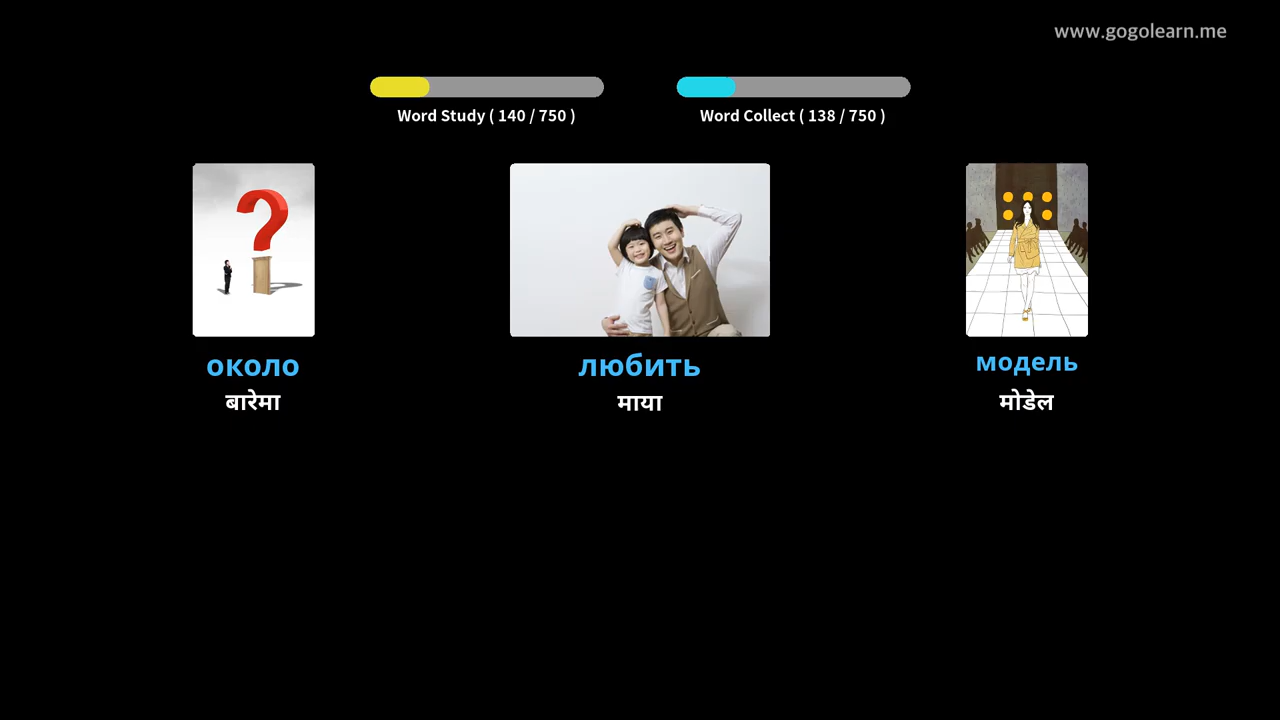 www.gogolearn.me
Word Study ( 140 / 750 )
Word Collect ( 138 / 750 )
около
बारेमा
любить
माया
модель
मोडेल